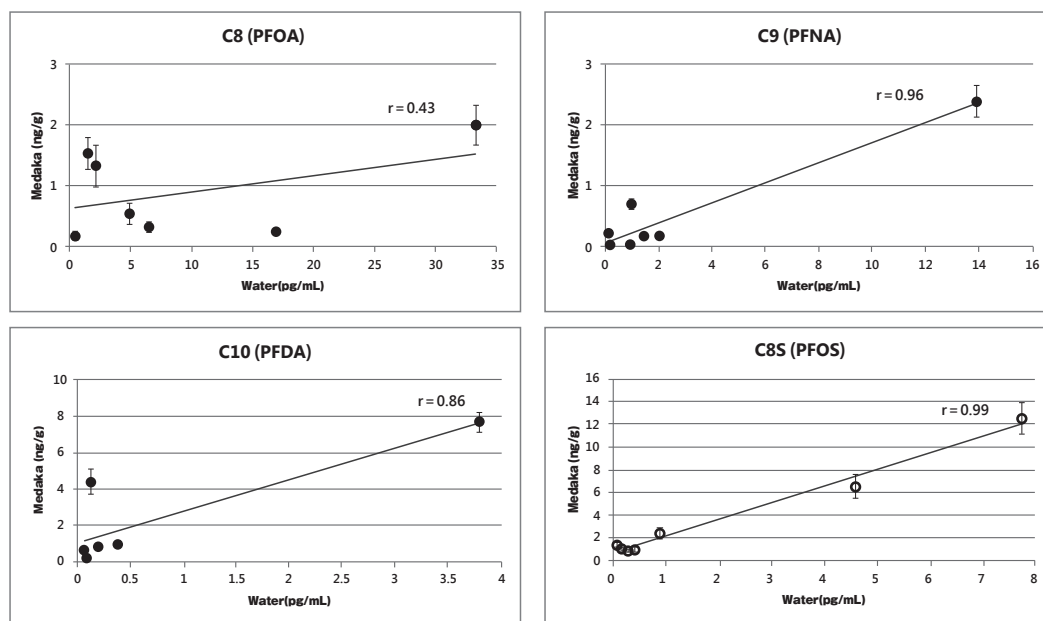 C8 (PFOA)
3
2
1
0
Medaka (ng/g)
r = 0.43
0 5 10 15 20 25 30 35
Water(pg/mL)
C9 (PFNA)
3
2
1
0
Medaka (ng/g)
r = 0.96
0 2 4 6 8 10 12 14 16
Water(pg/mL)
C10 (PFDA)
10
8
6
4
2
0
Medaka (ng/g)
r = 0.86
0 0.5 1 1.5 2 2.5 3 3.5 4
Water(pg/mL)
C8S (PFOS)
16
14
12
10
8
6
4
2
0
Medaka (ng/g)
r = 0.99
0 1 2 3 4 5 6 7 8
Water(pg/mL)